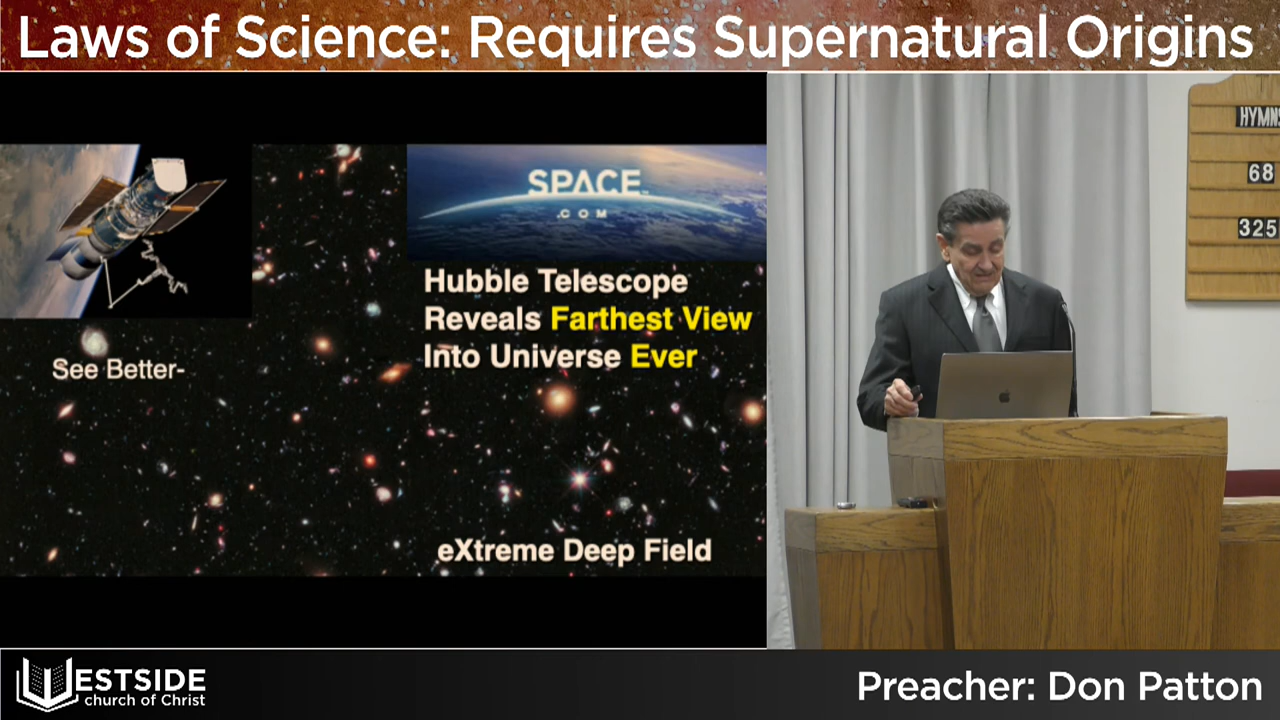 Laws of Science: Requires Supernatural Origins
SPACE
.COM
Hubble Telescope
Reveals Farthest View
Into Universe Ever
See Better-
eXtreme Deep Field
HYMNS
68
325
WESTSIDE
church of Christ
Preacher: Don Patton